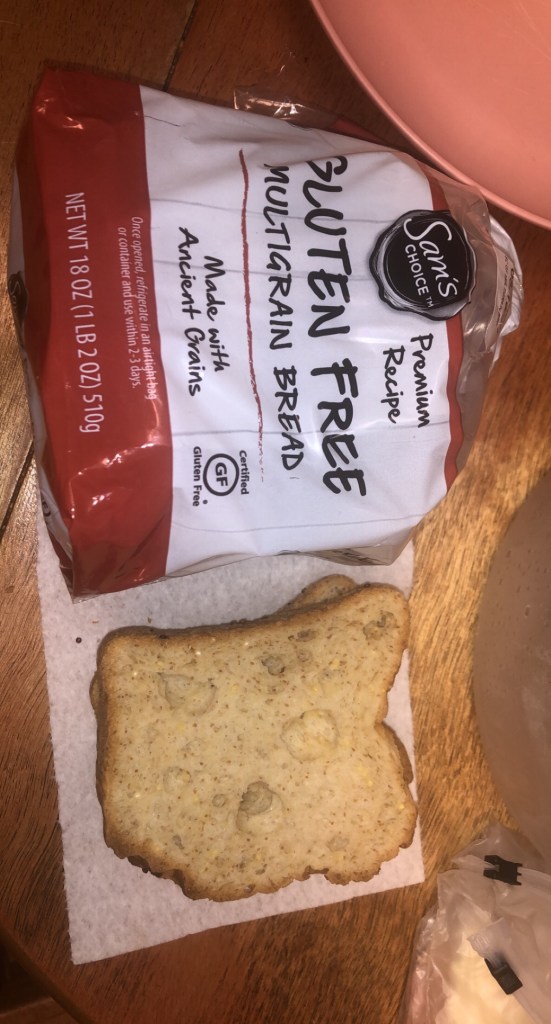 Sam's
CHOICE TM
Premium
Recipe
GLUTEN FREE
MULTIGRAIN BREAD
Made with
Ancient Grains
Certified
GF
Gluten Free
Once opened, refrigerate in an airtight bag
or container and use within 2-3 days.
NET WT 18 OZ (1 LB 2 OZ) 510g